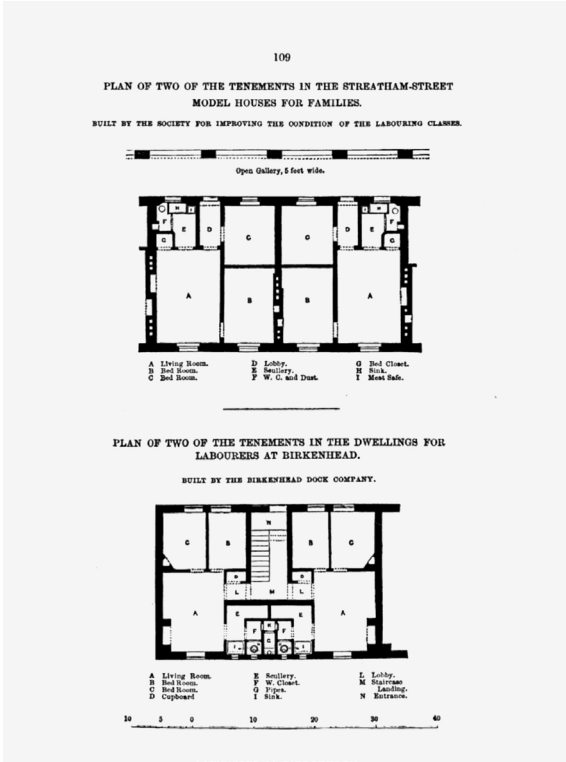 109
PLAN OF TWO OF THE TENEMENTS IN THE STREATHAM-STREET
MODEL HOUSES FOR FAMILIES.
BUILT BY THE SOCIETY FOR IMPROVING THE CONDITION OF THE LABOURING CLASSES.
Open Gallery, 5 feet wide.
H
H
F
E
D
C
C
D
E
F
G
G
A
B
B
A
A Living Room.
B Bed Room.
C Bed Room.
D Lobby.
E Scullery.
F W. C. and Dust.
G Bed Closet.
H Sink.
I Meat Safe.
PLAN OF TWO OF THE TENEMENTS IN THE DWELLINGS FOR
LABOURERS AT BIRKENHEAD.
BUILT BY THE BIRKENHEAD DOCK COMPANY.
N
C
B
B
C
D
D
L
M
L
A
E
E
A
F
K
F
G
I
I
A Living Room.
B Bed Room.
C Bed Room.
D Cupboard
E Scullery.
F W. Closet.
G Pipes.
I Sink.
L Lobby.
M Staircase
Landing.
N Entrance.
10 5 0 10 20 30 40